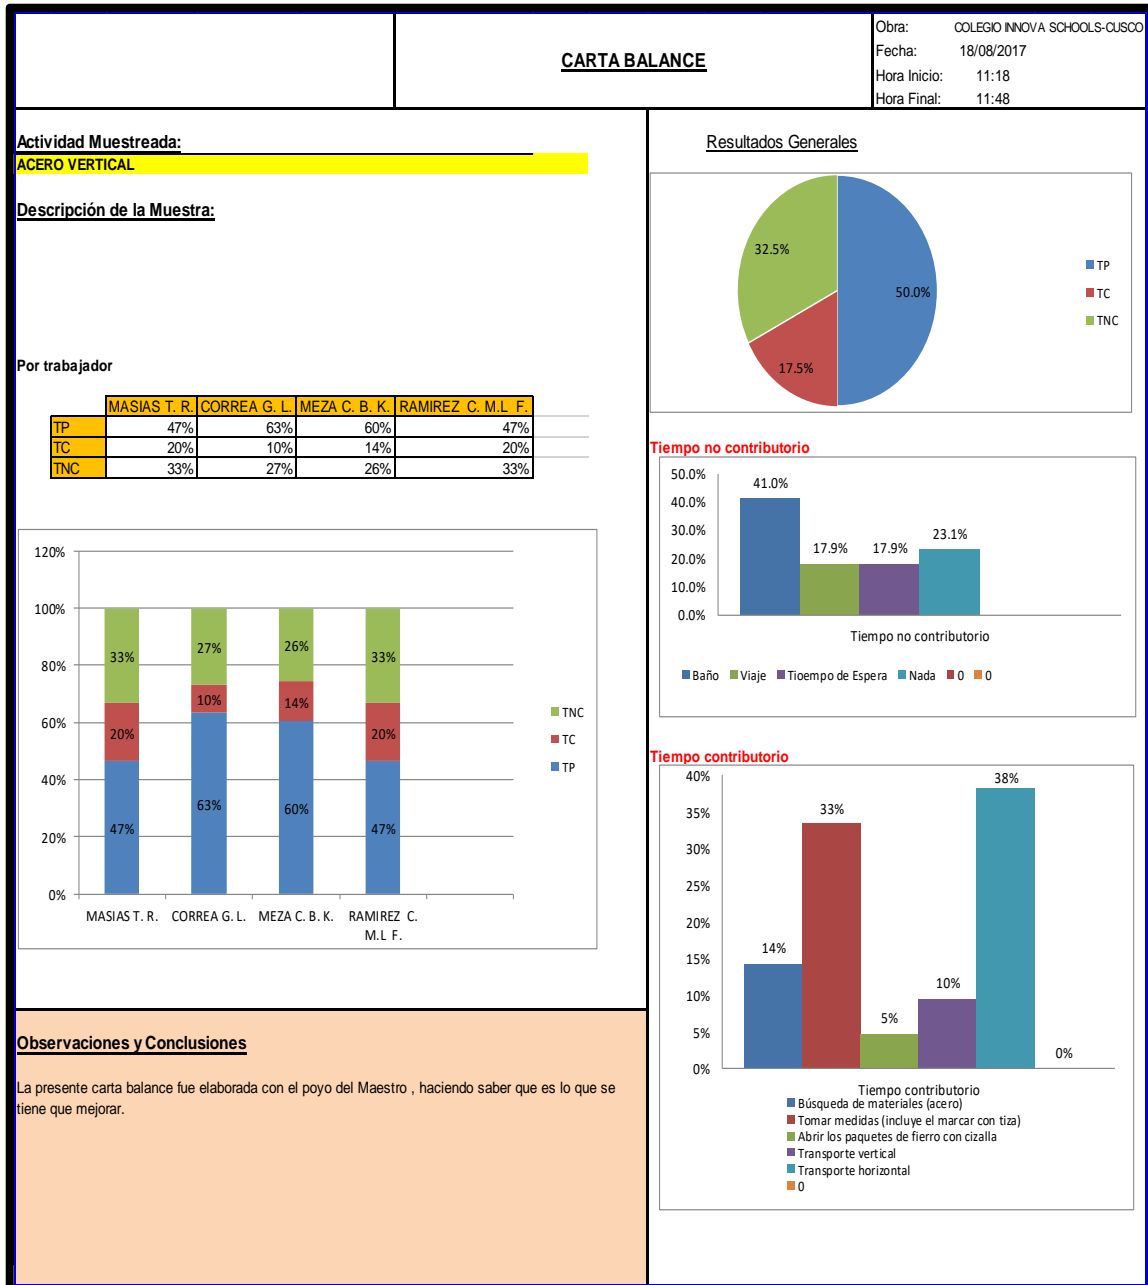 CARTA BALANCE
Obra: COLEGIO INNOVA SCHOOLS-CUSCO
Fecha: 18/08/2017
Hora Inicio: 11:18
Hora Final: 11:48
Actividad Muestreada:
ACERO VERTICAL
Descripción de la Muestra:
Por trabajador
MASIAS T. R. CORREA G. L. MEZA C. B. K. RAMIREZ C. M.L F.
TP 47% 63% 60% 47%
TC 20% 10% 14% 20%
TNC 33% 27% 26% 33%
120%
100%
80%
60%
40%
20%
0%
33% 27% 26% 33%
20% 10% 14% 20%
47% 63% 60% 47%
MASIAS T. R. CORREA G. L. MEZA C. B. K. RAMIREZ C.
M.L F.
TNC
TC
TP
Observaciones y Conclusiones
La presente carta balance fue elaborada con el poyo del Maestro , haciendo saber que es lo que se
tiene que mejorar.
Resultados Generales
32.5%
50.0%
17.5%
TP
TC
TNC
Tiempo no contributorio
50.0%
40.0%
30.0%
20.0%
10.0%
0.0%
41.0%
17.9% 17.9% 23.1%
Tiempo no contributorio
Baño Viaje Tioempo de Espera Nada 0 0
Tiempo contributorio
40%
35%
30%
25%
20%
15%
10%
5%
0%
14% 33% 5% 10% 38% 0%
Tiempo contributorio
Búsqueda de materiales (acero)
Tomar medidas (incluye el marcar con tiza)
Abrir los paquetes de fierro con cizalla
Transporte vertical
Transporte horizontal
0